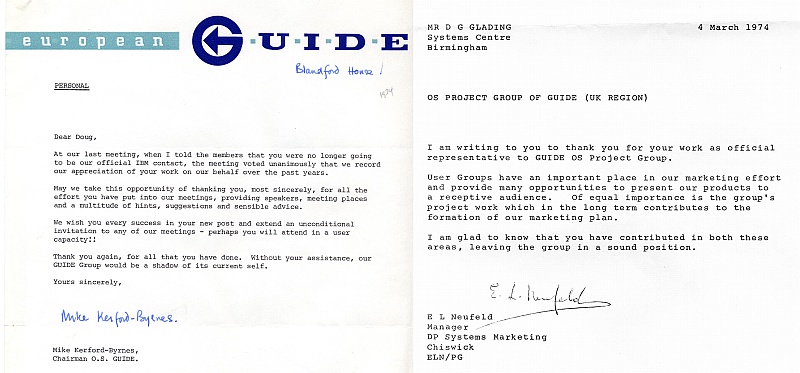 european GUIDE
Blandford House!
1974
PERSONAL
Dear Doug,
At our last meeting, when I told the members that you were no longer going
to be our official IBM contact, the meeting voted unanimously that we record
our appreciation of your work on our behalf over the past years.
May we take this opportunity of thanking you, most sincerely, for all the
effort you have put into our meetings, providing speakers, meeting places
and a multitude of hints, suggestions and sensible advice.
We wish you every success in your new post and extend an unconditional
invitation to any of our meetings - perhaps you will attend in a user
capacity!!
Thank you again, for all that you have done. Without your assistance, our
GUIDE Group would be a shadow of its current self.
Yours sincerely,
Mike Kerford-Byrnes.
Mike Kerford-Byrnes,
Chairman O.S. GUIDE.
MR D G GLADING 4 March 1974
Systems Centre
Birmingham
OS PROJECT GROUP OF GUIDE (UK REGION)
I am writing to you to thank you for your work as official
representative to GUIDE OS Project Group.
User Groups have an important place in our marketing effort
and provide many opportunities to present our products to
a receptive audience. Of equal importance is the group's
project work which in the long term contributes to the
formation of our marketing plan.
I am glad to know that you have contributed in both these
areas, leaving the group in a sound position.
E. L. Neufeld
E L Neufeld
Manager
DP Systems Marketing
Chiswick
ELN/PG